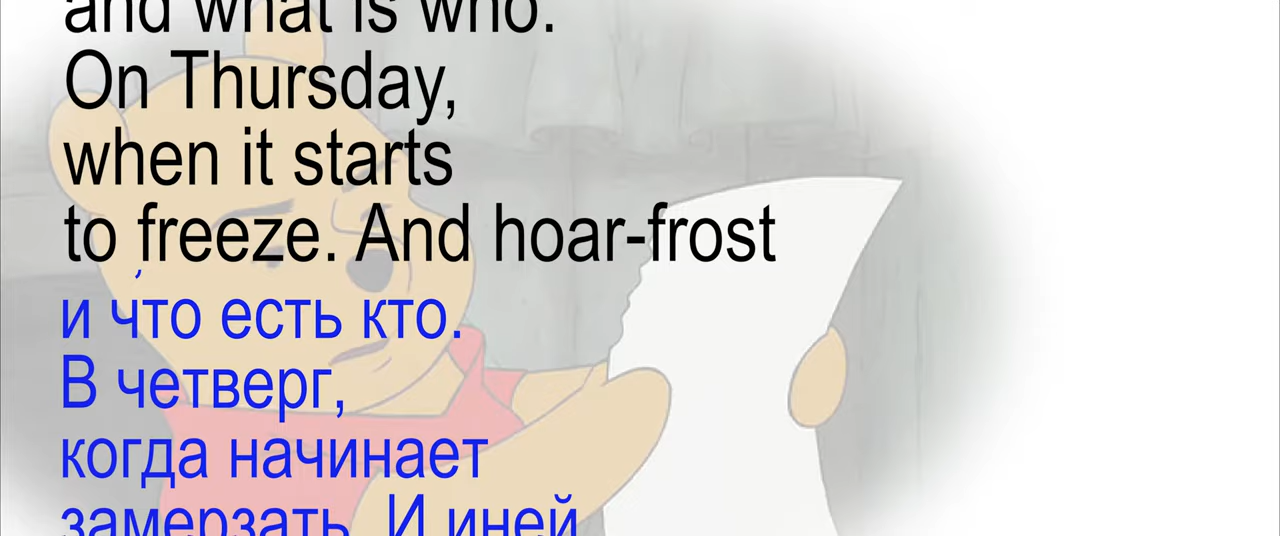 and what is who.
On Thursday,
when it starts
to freeze. And hoar-frost
и что есть кто.
В четверг,
когда начинает
замерзать. И иней